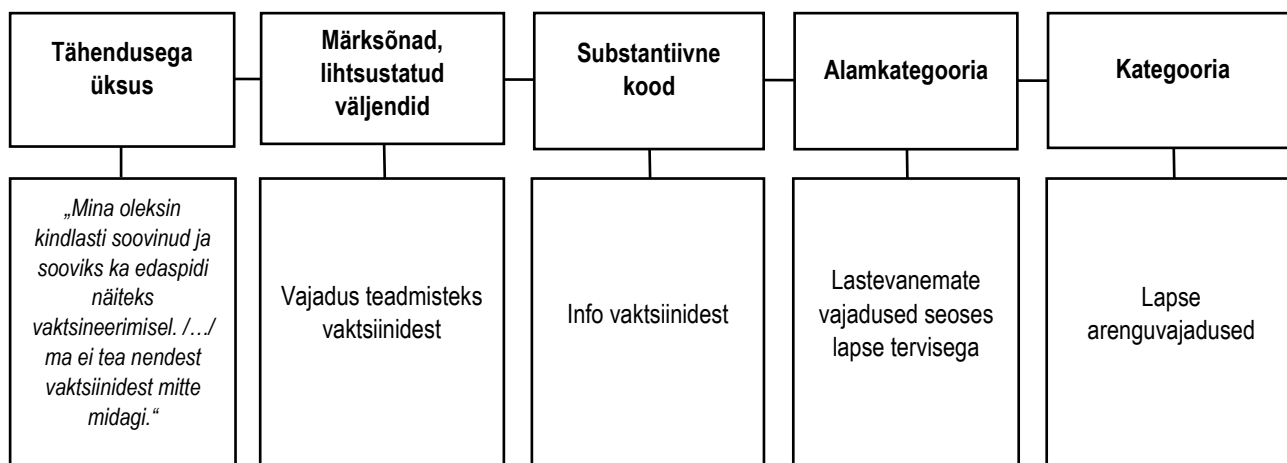 Tähendusega
üksus
Märksõnad,
lihtsustatud
väljendid
Substantiivne
kood
Alamkategooria
Kategooria
„Mina oleksin
kindlasti soovinud ja
sooviks ka edaspidi
näiteks
vaktsineerimisel. /…/
ma ei tea nendest
vaktsiinidest mitte
midagi.“
Vajadus teadmisteks
vaktsiinidest
Info vaktsiinidest
Lastevanemate
vajadused seoses
lapse tervisega
Lapse
arenguvajadused